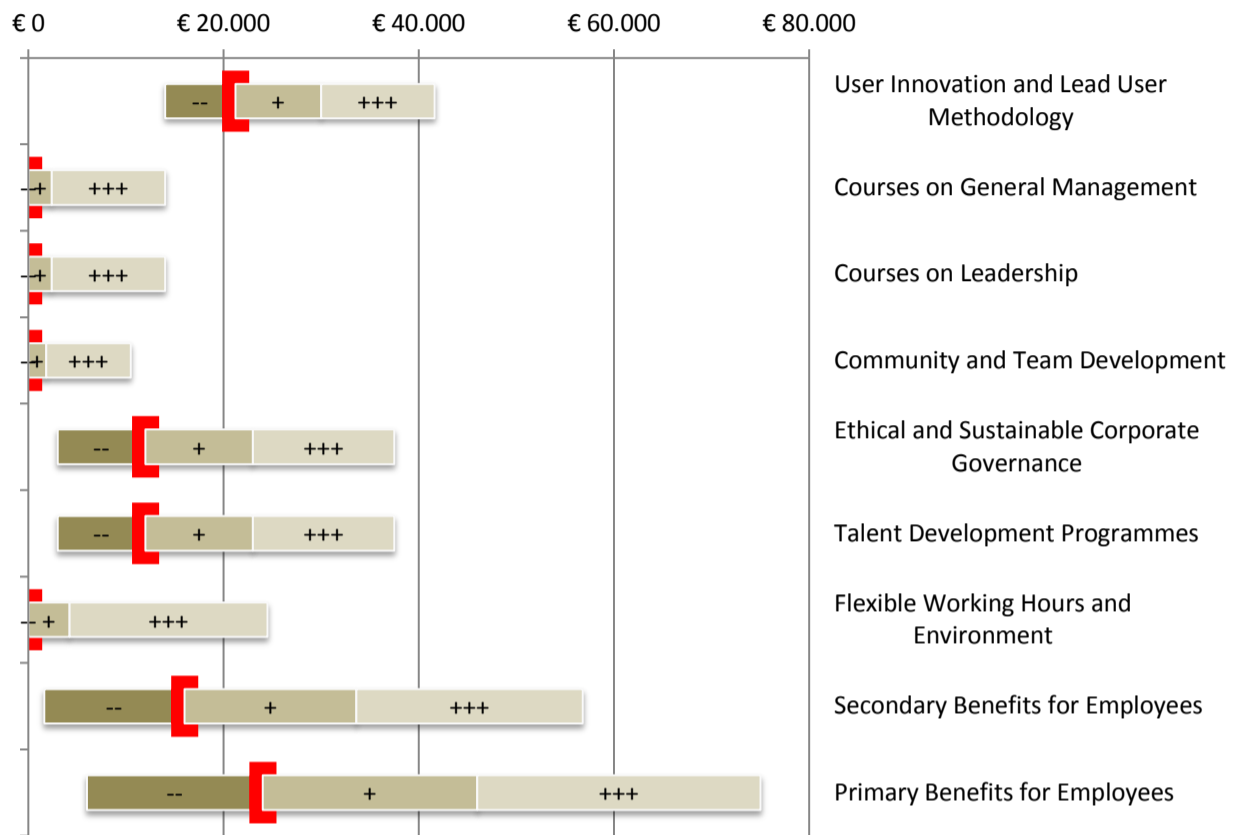 € 0 € 20.000 € 40.000 € 60.000 € 80.000
-- + +++ User Innovation and Lead User
Methodology
-- + +++ Courses on General Management
-- + +++ Courses on Leadership
-- + +++ Community and Team Development
-- + +++ Ethical and Sustainable Corporate
Governance
-- + +++ Talent Development Programmes
-- + +++ Flexible Working Hours and
Environment
-- + +++ Secondary Benefits for Employees
-- + +++ Primary Benefits for Employees